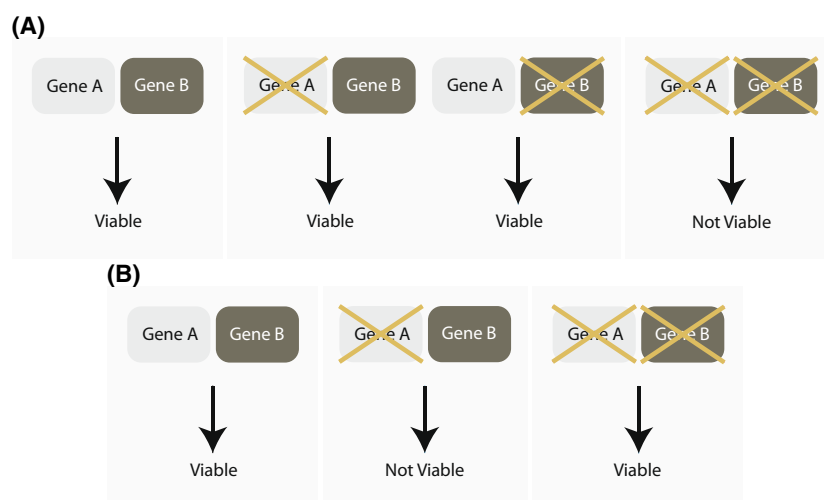 (A)
Gene A Gene B Gene A Gene B Gene A Gene B Gene A Gene B
Viable Viable Viable Not Viable
(B)
Gene A Gene B Gene A Gene B Gene A Gene B
Viable Not Viable Viable